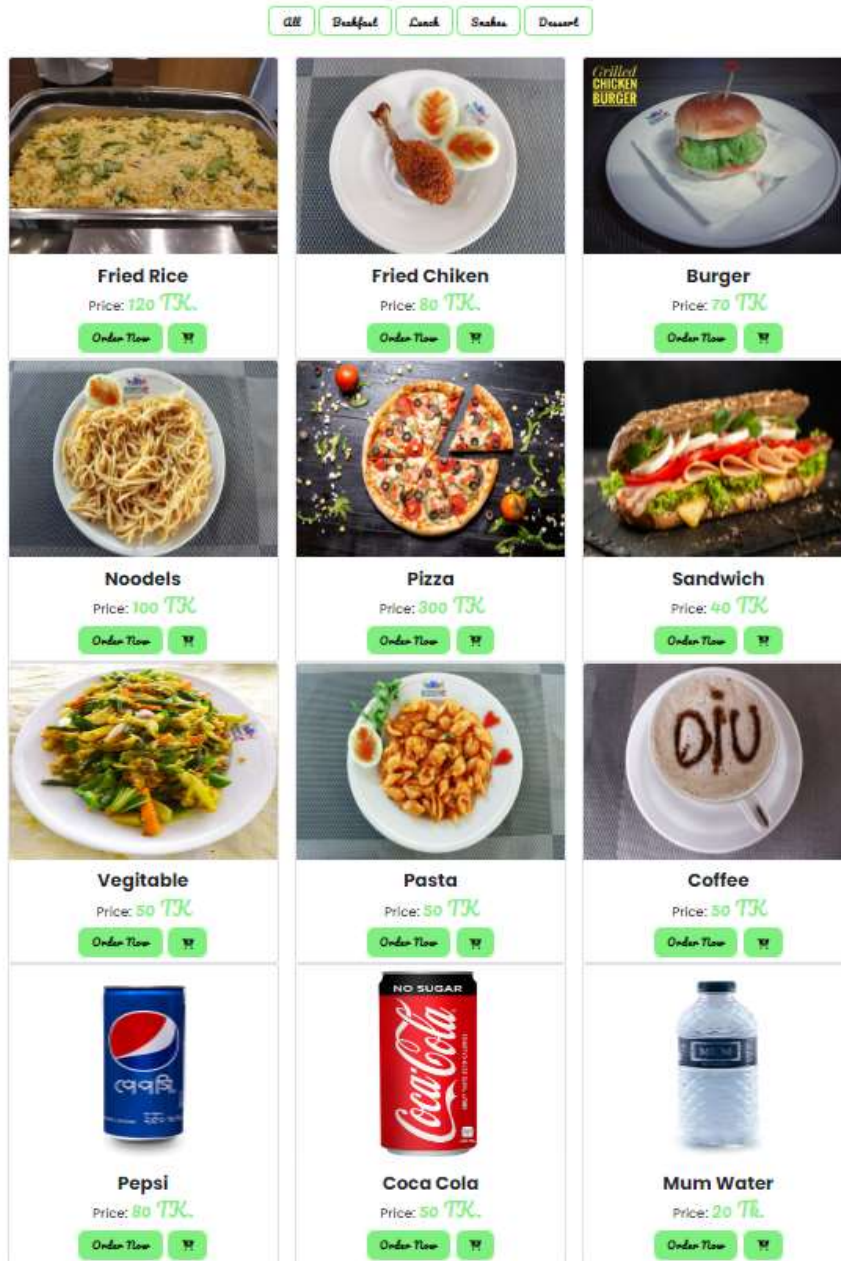 All Breakfast Lunch Snakes Dessert
Grilled
CHICKEN
BURGER
Fried Rice Fried Chiken Burger
Price: 120 TK. Price: 80 TK. Price: 70 TK
Order Now Order Now Order Now
Noodels Pizza Sandwich
Price: 100 TK Price: 300 TK Price: 40 TK
Order Now Order Now Order Now
DIU
Vegitable Pasta Coffee
Price: 50 TK Price: 50 TK Price: 50 TK
Order Now Order Now Order Now
NO SUGAR
পেপসি Coca-Cola MUM
Pepsi Coca Cola Mum Water
Price: 80 TK. Price: 50 TK. Price: 20 Tk.
Order Now Order Now Order Now